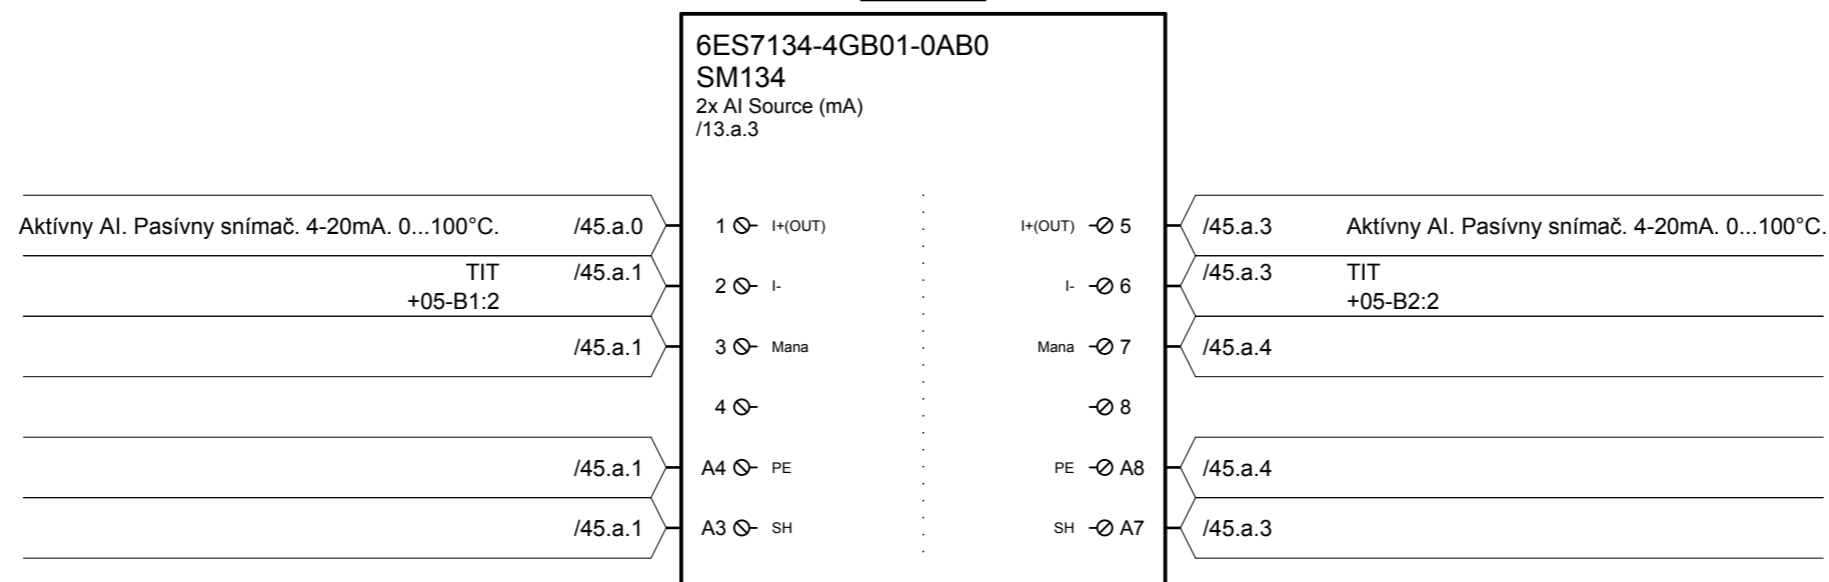 6ES7134-4GB01-0AB0
SM134
2x AI Source (mA)
/13.a.3
Aktívny AI. Pasívny snímač. 4-20mA. 0...100°C. /45.a.0 1 I+(OUT) I+(OUT) 5 /45.a.3 Aktívny AI. Pasívny snímač. 4-20mA. 0...100°C.
TIT /45.a.1 2 I- I- 6 /45.a.3 TIT
+05-B1:2 +05-B2:2
/45.a.1 3 Mana Mana 7 /45.a.4
4 8
/45.a.1 A4 PE PE A8 /45.a.4
/45.a.1 A3 SH SH A7 /45.a.3